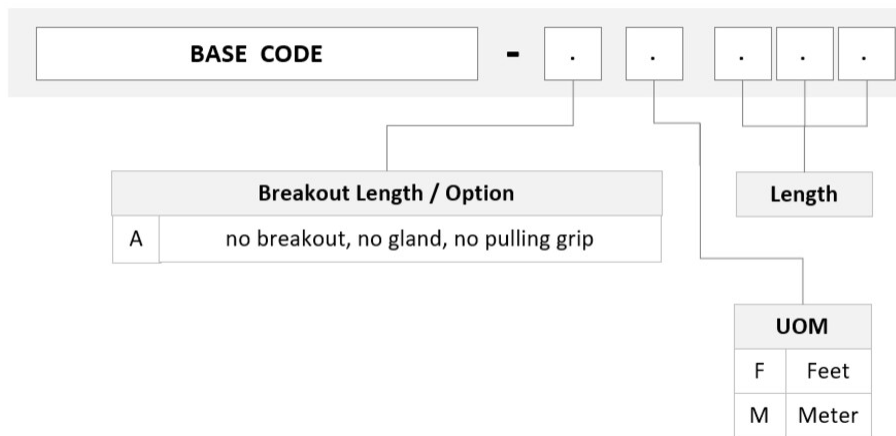 BASE CODE - . . . . .
Breakout Length / Option
A no breakout, no gland, no pulling grip
Length
UOM
F Feet
M Meter